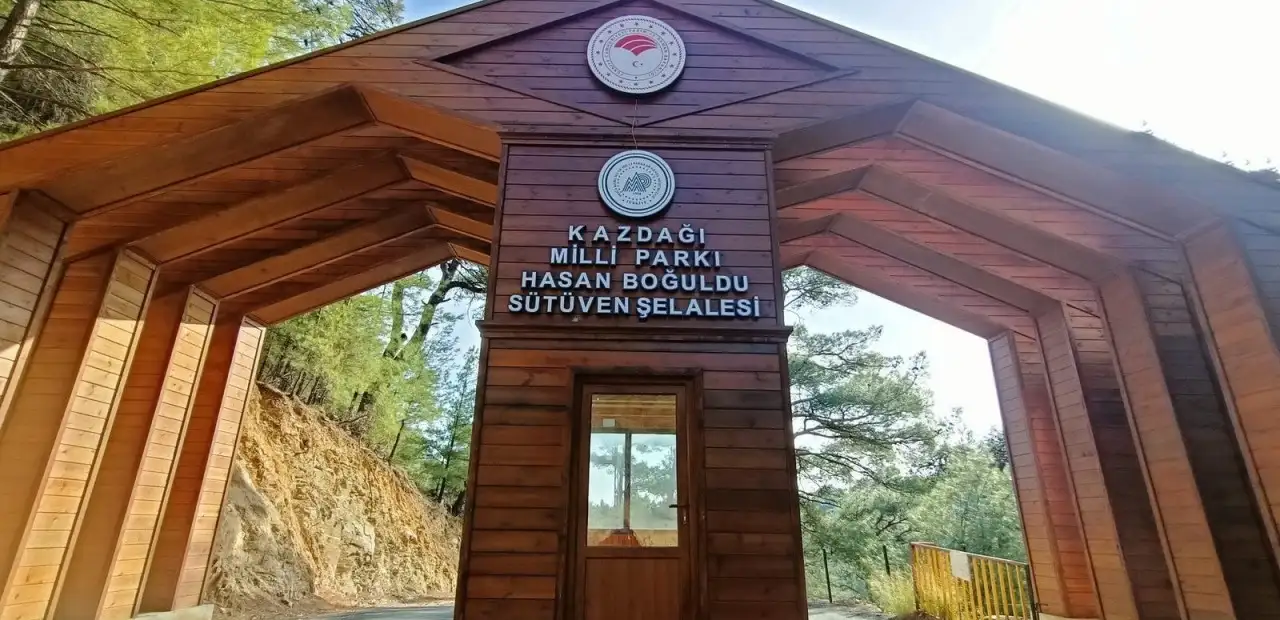 KAZDAĞI
MİLLİ PARKI
HASAN BOĞULDU
SÜTÜVEN ŞELALESİ